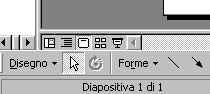 Disegno Forme
Diapositiva 1 di 1